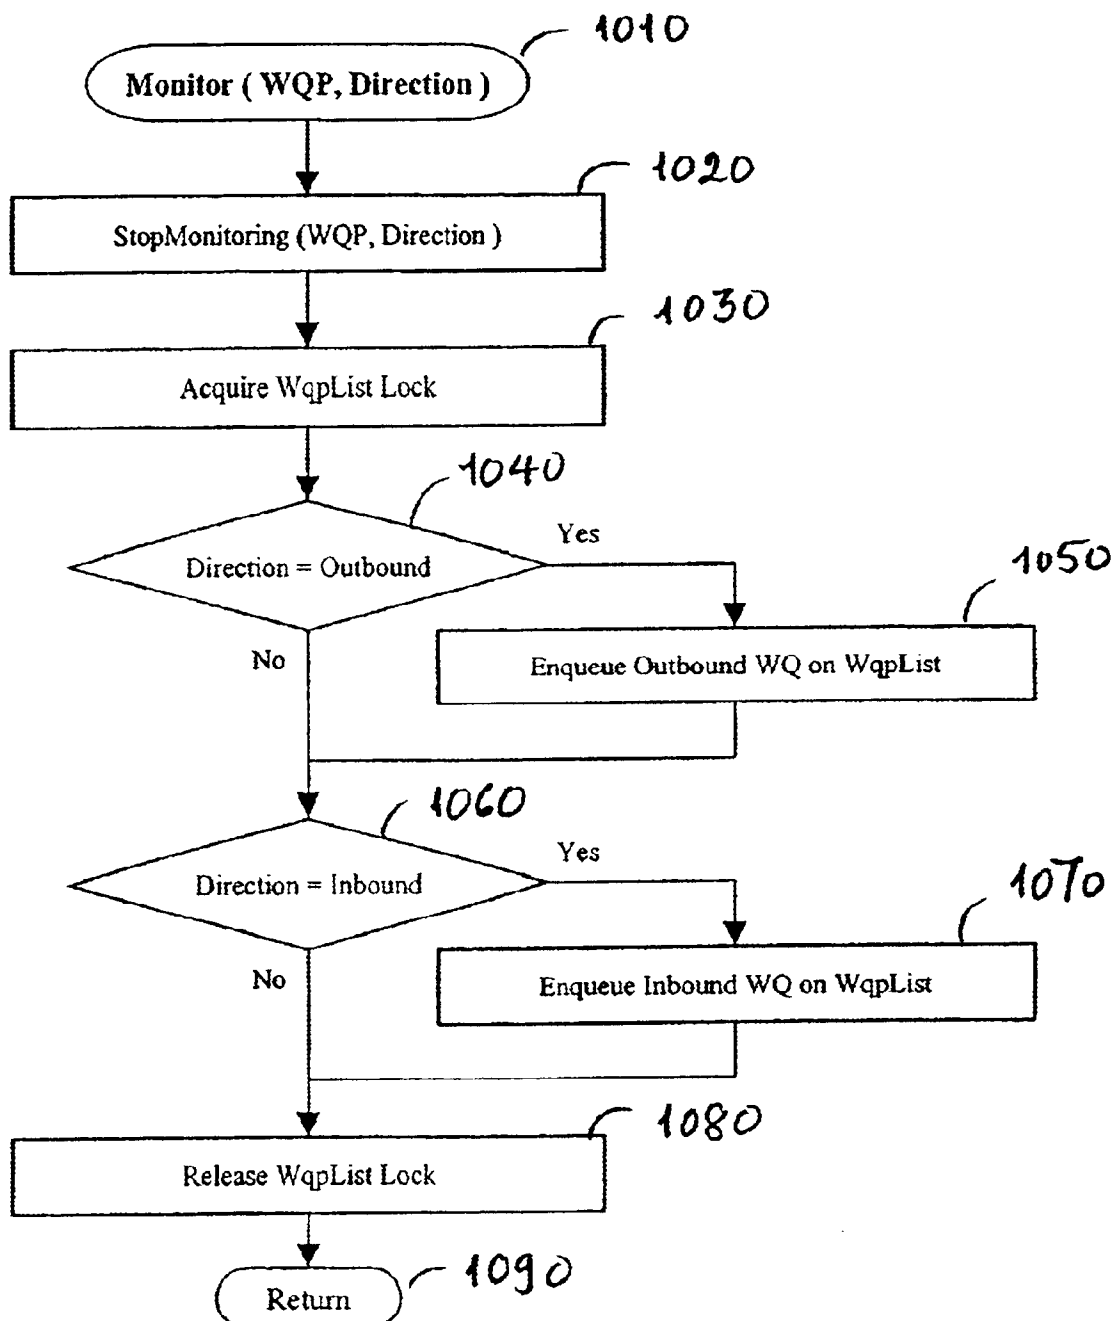 1010
Monitor ( WQP, Direction )
1020
StopMonitoring (WQP, Direction )
1030
Acquire WqpList Lock
1040
Direction = Outbound
Yes
1050
No
Enqueue Outbound WQ on WqpList
1060
Direction = Inbound
Yes
1070
No
Enqueue Inbound WQ on WqpList
1080
Release WqpList Lock
1090
Return